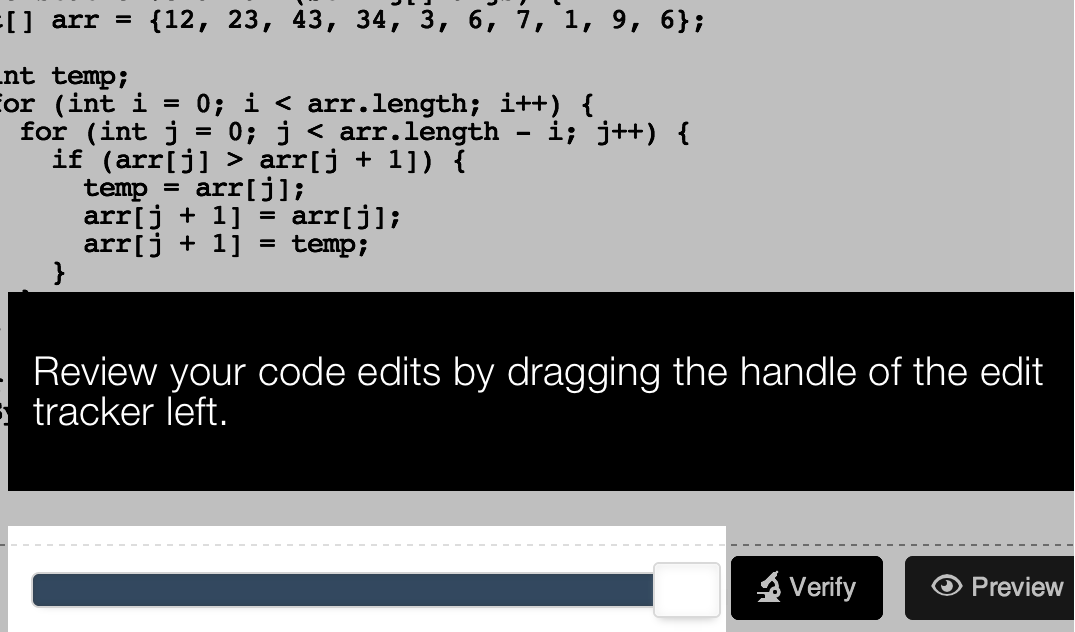 [] arr = {12, 23, 43, 34, 3, 6, 7, 1, 9, 6};
int temp;
for (int i = 0; i < arr.length; i++) {
for (int j = 0; j < arr.length - i; j++) {
if (arr[j] > arr[j + 1]) {
temp = arr[j];
arr[j + 1] = arr[j];
arr[j + 1] = temp;
}
Review your code edits by dragging the handle of the edit
tracker left.
Verify
Preview